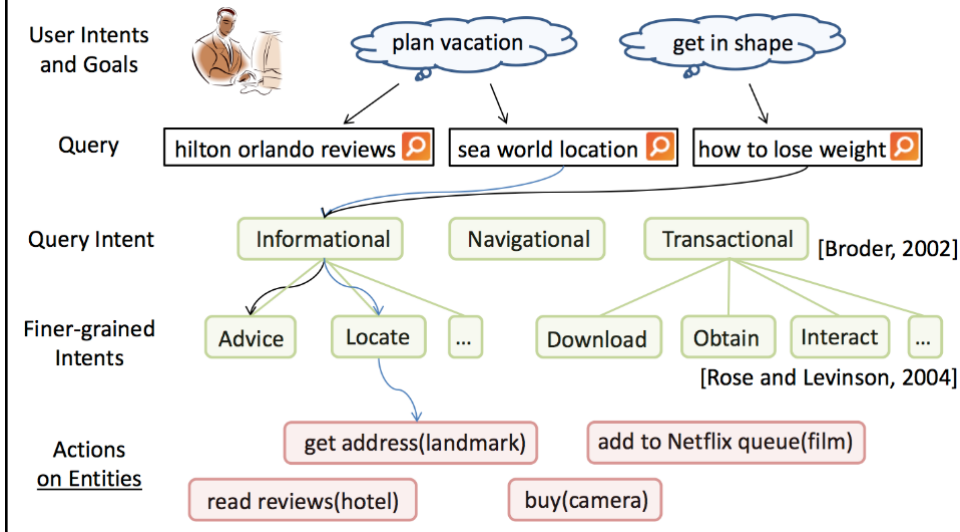 User Intents
and Goals
plan vacation
get in shape
Query
hilton orlando reviews
sea world location
how to lose weight
Query Intent
Informational
Navigational
Transactional
[Broder, 2002]
Finer-grained
Intents
Advice
Locate
...
Download
Obtain
Interact
...
[Rose and Levinson, 2004]
Actions
on Entities
get address(landmark)
add to Netflix queue(film)
read reviews(hotel)
buy(camera)